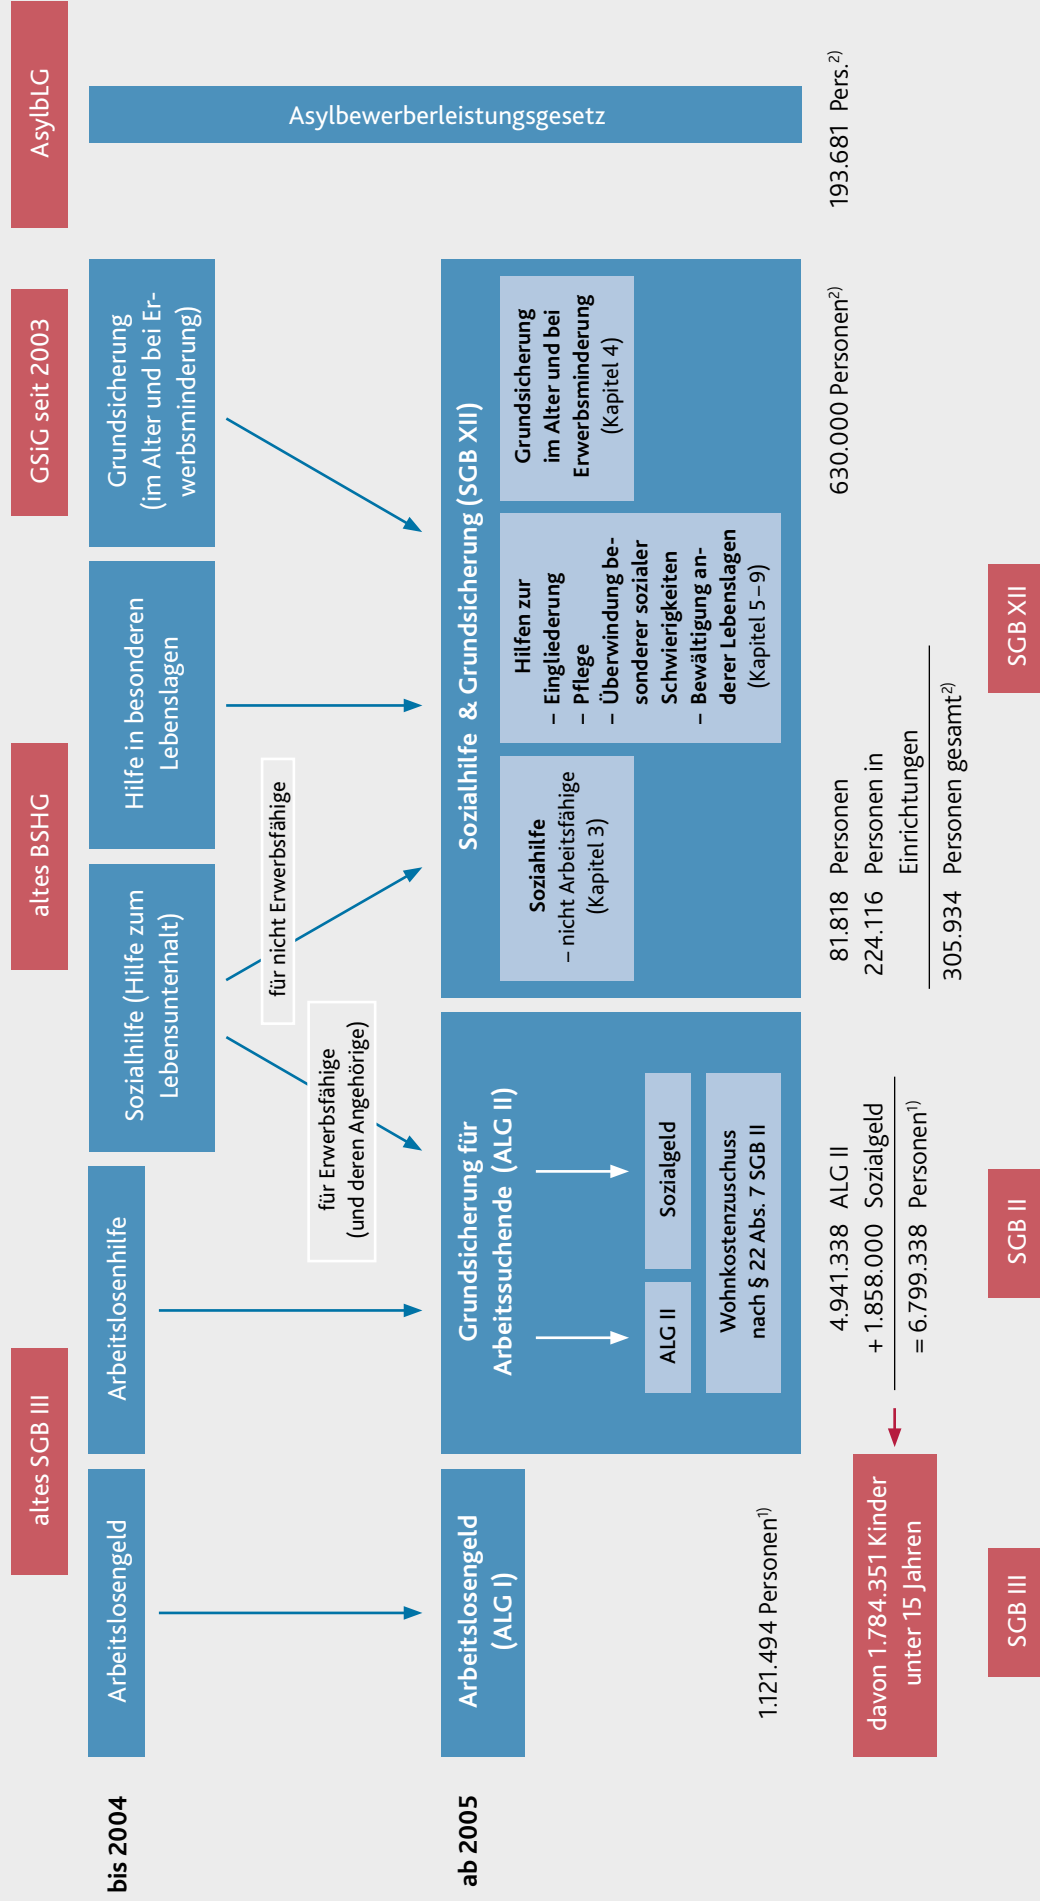 altes SGB III
altes BSHG
GSiG seit 2003
AsylbLG
bis 2004
Arbeitslosengeld
Arbeitslosenhilfe
Sozialhilfe (Hilfe zum
Lebensunterhalt)
Hilfe in besonderen
Lebenslagen
Grundsicherung
(im Alter und bei Er-
werbsminderung)
Asylbewerberleistungsgesetz
für nicht Erwerbsfähige
für Erwerbsfähige
(und deren Angehörige)
ab 2005
Arbeitslosengeld
(ALG I)
Grundsicherung für
Arbeitssuchende (ALG II)
ALG II
Sozialgeld
Wohnkostenzuschuss
nach § 22 Abs. 7 SGB II
Sozialhilfe & Grundsicherung (SGB XII)
Soziahilfe
– nicht Arbeitsfähige
(Kapitel 3)
Hilfen zur
– Eingliederung
– Pflege
– Überwindung be-
sonderer sozialer
Schwierigkeiten
– Bewältigung an-
derer Lebenslagen
(Kapitel 5–9)
Grundsicherung
im Alter und bei
Erwerbsminderung
(Kapitel 4)
1.121.494 Personen1)
4.941.338 ALG II
+ 1.858.000 Sozialgeld
= 6.799.338 Personen1)
davon 1.784.351 Kinder
unter 15 Jahren
81.818 Personen
224.116 Personen in
Einrichtungen
305.934 Personen gesamt2)
630.000 Personen2)
193.681 Pers.2)
SGB III
SGB II
SGB XII